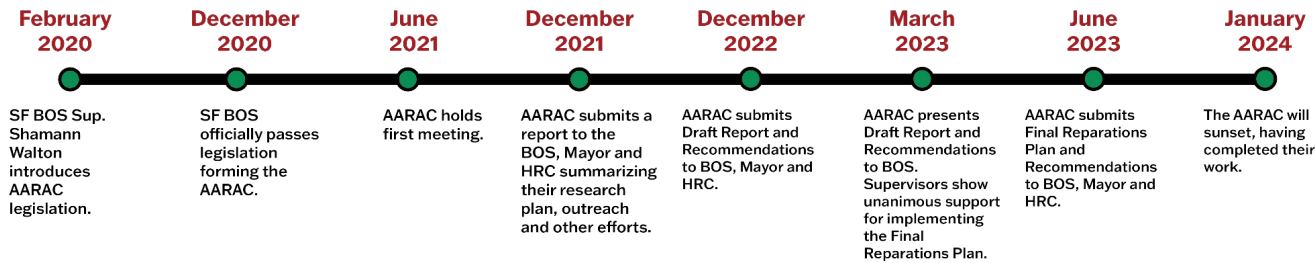 February
2020
SF BOS Sup.
Shamann
Walton
introduces
AARAC
legislation.
December
2020
SF BOS
officially passes
legislation
forming the
AARAC.
June
2021
AARAC holds
first meeting.
December
2021
AARAC submits a
report to the
BOS, Mayor and
HRC summarizing
their research
plan, outreach
and other efforts.
December
2022
AARAC submits
Draft Report and
Recommendations
to BOS, Mayor and
HRC.
March
2023
AARAC presents
Draft Report and
Recommendations
to BOS.
Supervisors show
unanimous support
for implementing
the Final
Reparations Plan.
June
2023
AARAC submits
Final Reparations
Plan and
Recommendations
to BOS, Mayor and
HRC.
January
2024
The AARAC will
sunset, having
completed their
work.